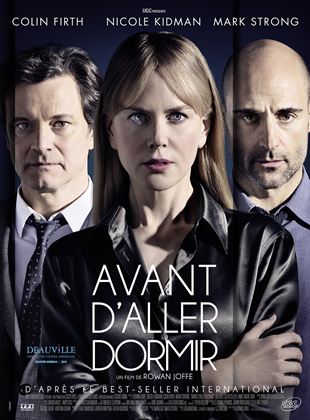 UGC PRESENTE
COLIN FIRTH NICOLE KIDMAN MARK STRONG
AVANT
D'ALLER
DORMIR
UN FILM DE ROWAN JOFFE
DEAUVILLE
D'APRÈS LE BEST-SELLER INTERNATIONAL